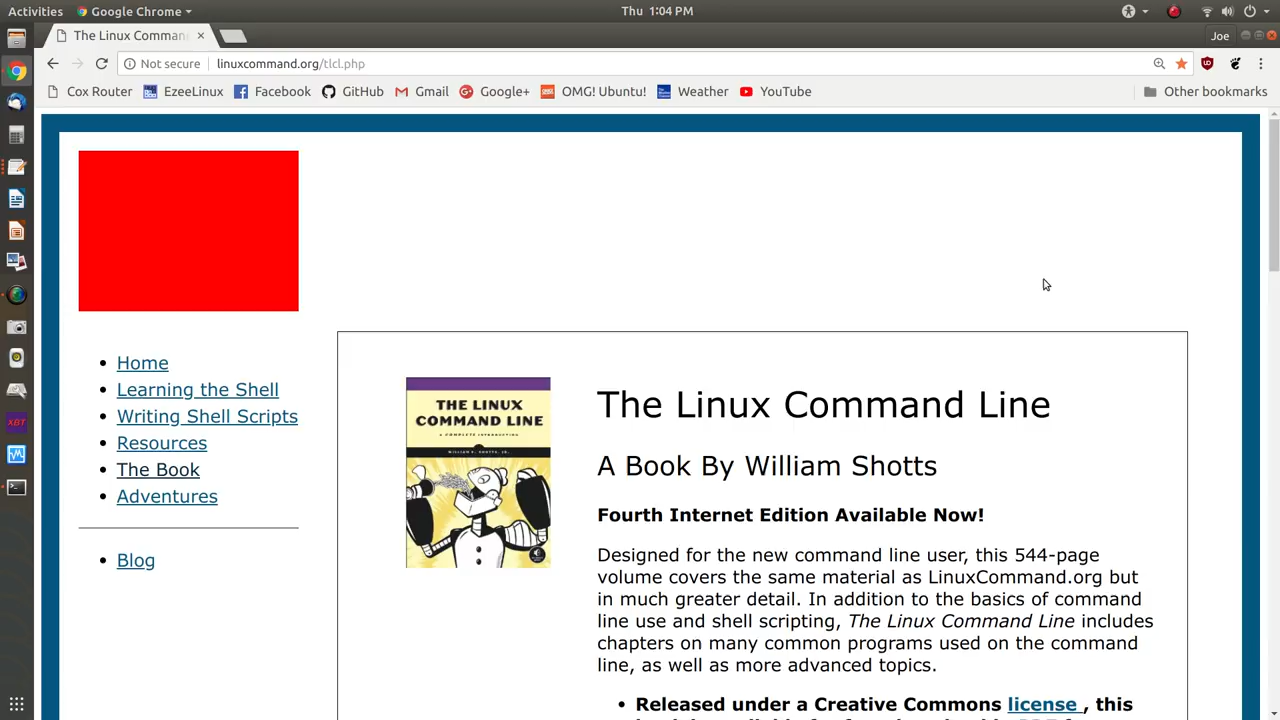 Activities Google Chrome Thu 1:04 PM
The Linux Comman Joe
Not secure linuxcommand.org/tlcl.php
Cox Router EzeeLinux Facebook GitHub Gmail Google+ OMG! Ubuntu! Weather YouTube Other bookmarks
Home
Learning the Shell
Writing Shell Scripts
Resources
The Book
Adventures
Blog
THE LINUX
COMMAND LINE
A COMPLETE INTRODUCTION
WILLIAM E. SHOTTS, JR.
XBT
The Linux Command Line
A Book By William Shotts
Fourth Internet Edition Available Now!
Designed for the new command line user, this 544-page
volume covers the same material as LinuxCommand.org but
in much greater detail. In addition to the basics of command
line use and shell scripting, The Linux Command Line includes
chapters on many common programs used on the command
line, as well as more advanced topics.
Released under a Creative Commons license , this